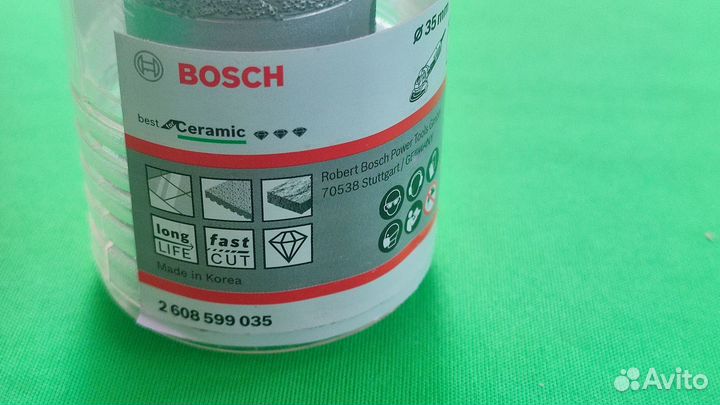 BOSCH
Ø 35 mm
best for Ceramic
Robert Bosch Power Tools GmbH
70538 Stuttgart / GERMANY
long LIFE
fast CUT
Made in Korea
2 608 599 035
Avito